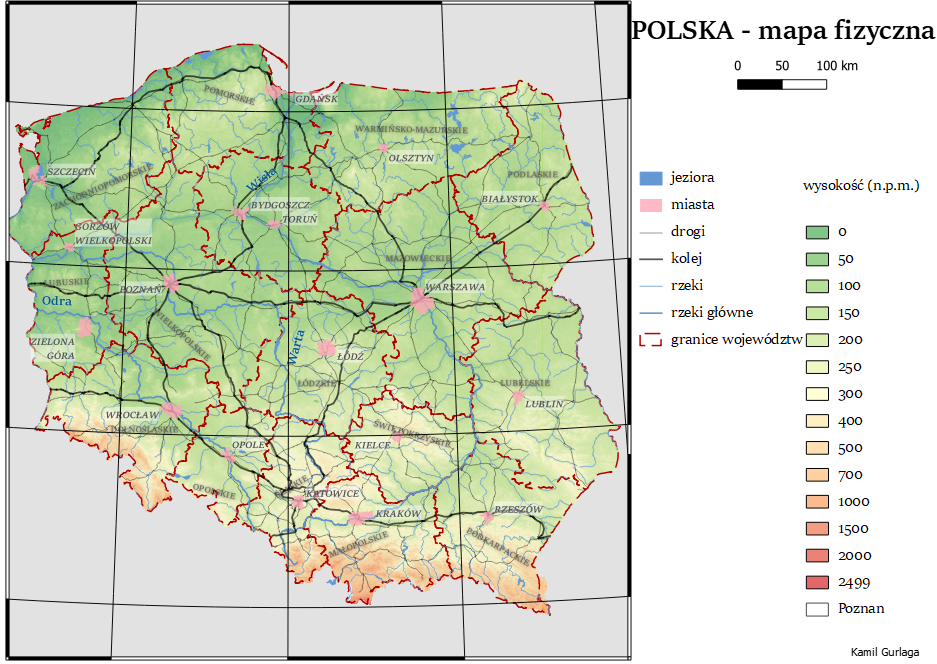 POLSKA - mapa fizyczna
0 50 100 km
jeziora
miasta
drogi
kolej
rzeki
rzeki główne
granice województw
wysokość (n.p.m.)
0
50
100
150
200
250
300
400
500
700
1000
1500
2000
2499
Poznan
POMORSKIE
GDAŃSK
WARMIŃSKO-MAZURSKIE
OLSZTYN
SZCZECIN
ZACHODNIOPOMORSKIE
Wisła
PODLASKIE
BIAŁYSTOK
BYDGOSZCZ
TORUŃ
GORZÓW
WIELKOPOLSKI
MAZOWIECKIE
LUBUSKIE
POZNAŃ
WARSZAWA
Odra
WIELKOPOLSKIE
Warta
ZIELONA
GÓRA
ŁÓDŹ
ŁÓDZKIE
LUBELSKIE
LUBLIN
WROCŁAW
DOLNOŚLĄSKIE
ŚWIĘTOKRZYSKIE
OPOLE
KIELCE
OPOLSKIE
KATOWICE
KRAKÓW
RZESZÓW
MAŁOPOLSKIE
PODKARPACKIE
Kamil Gurlaga